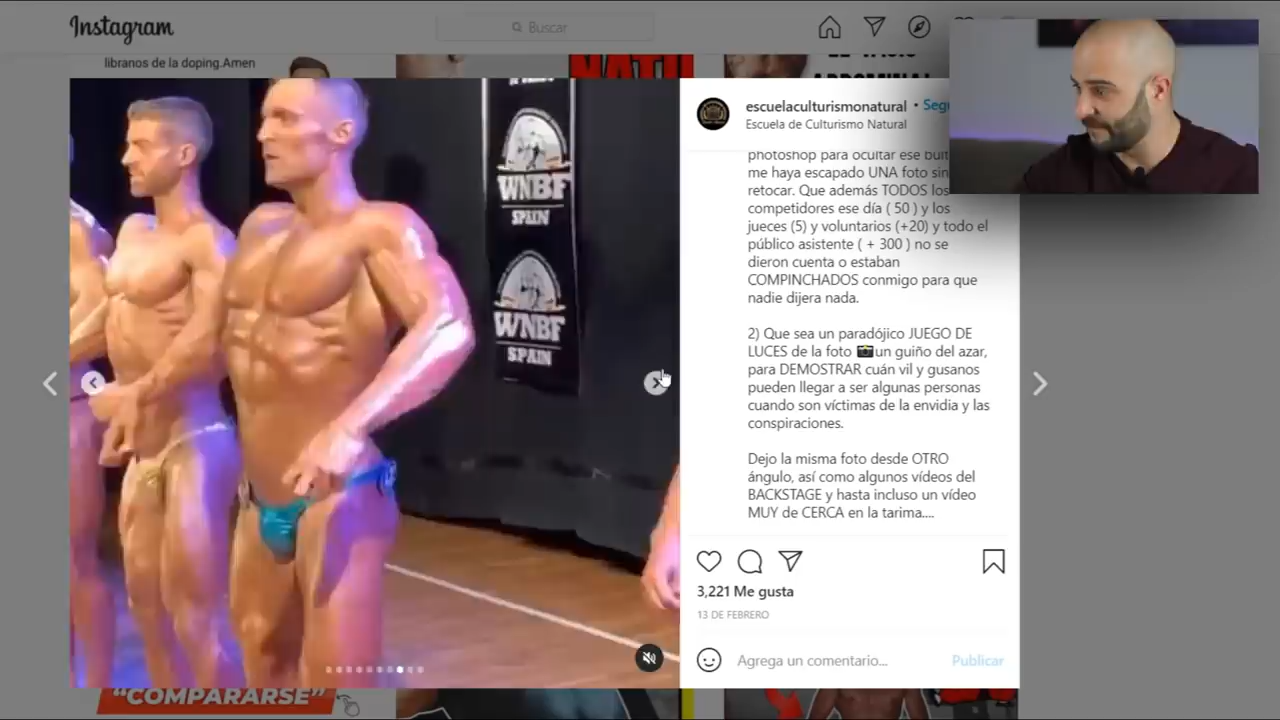 Instagram
Buscar
libranos de la doping.Amen
WNBF
SPAIN
WNBF
SPAIN
escuelaculturismonatural •
Escuela de Culturismo Natural
photoshop para ocultar ese
me haya escapado UNA foto sin
retocar. Que además TODOS los
competidores ese día ( 50 ) y los
jueces (5) y voluntarios (+20) y todo el
público asistente ( + 300 ) no se
dieron cuenta o estaban
COMPINCHADOS conmigo para que
nadie dijera nada.
2) Que sea un paradójico JUEGO DE
LUCES de la foto 📸un guiño del azar,
para DEMOSTRAR cuán vil y gusanos
pueden llegar a ser algunas personas
cuando son víctimas de la envidia y las
conspiraciones.
Dejo la misma foto desde OTRO
ángulo, así como algunos vídeos del
BACKSTAGE y hasta incluso un vídeo
MUY de CERCA en la tarima....
3,221 Me gusta
13 DE FEBRERO
Agrega un comentario...
Publicar
“COMPARARSE”